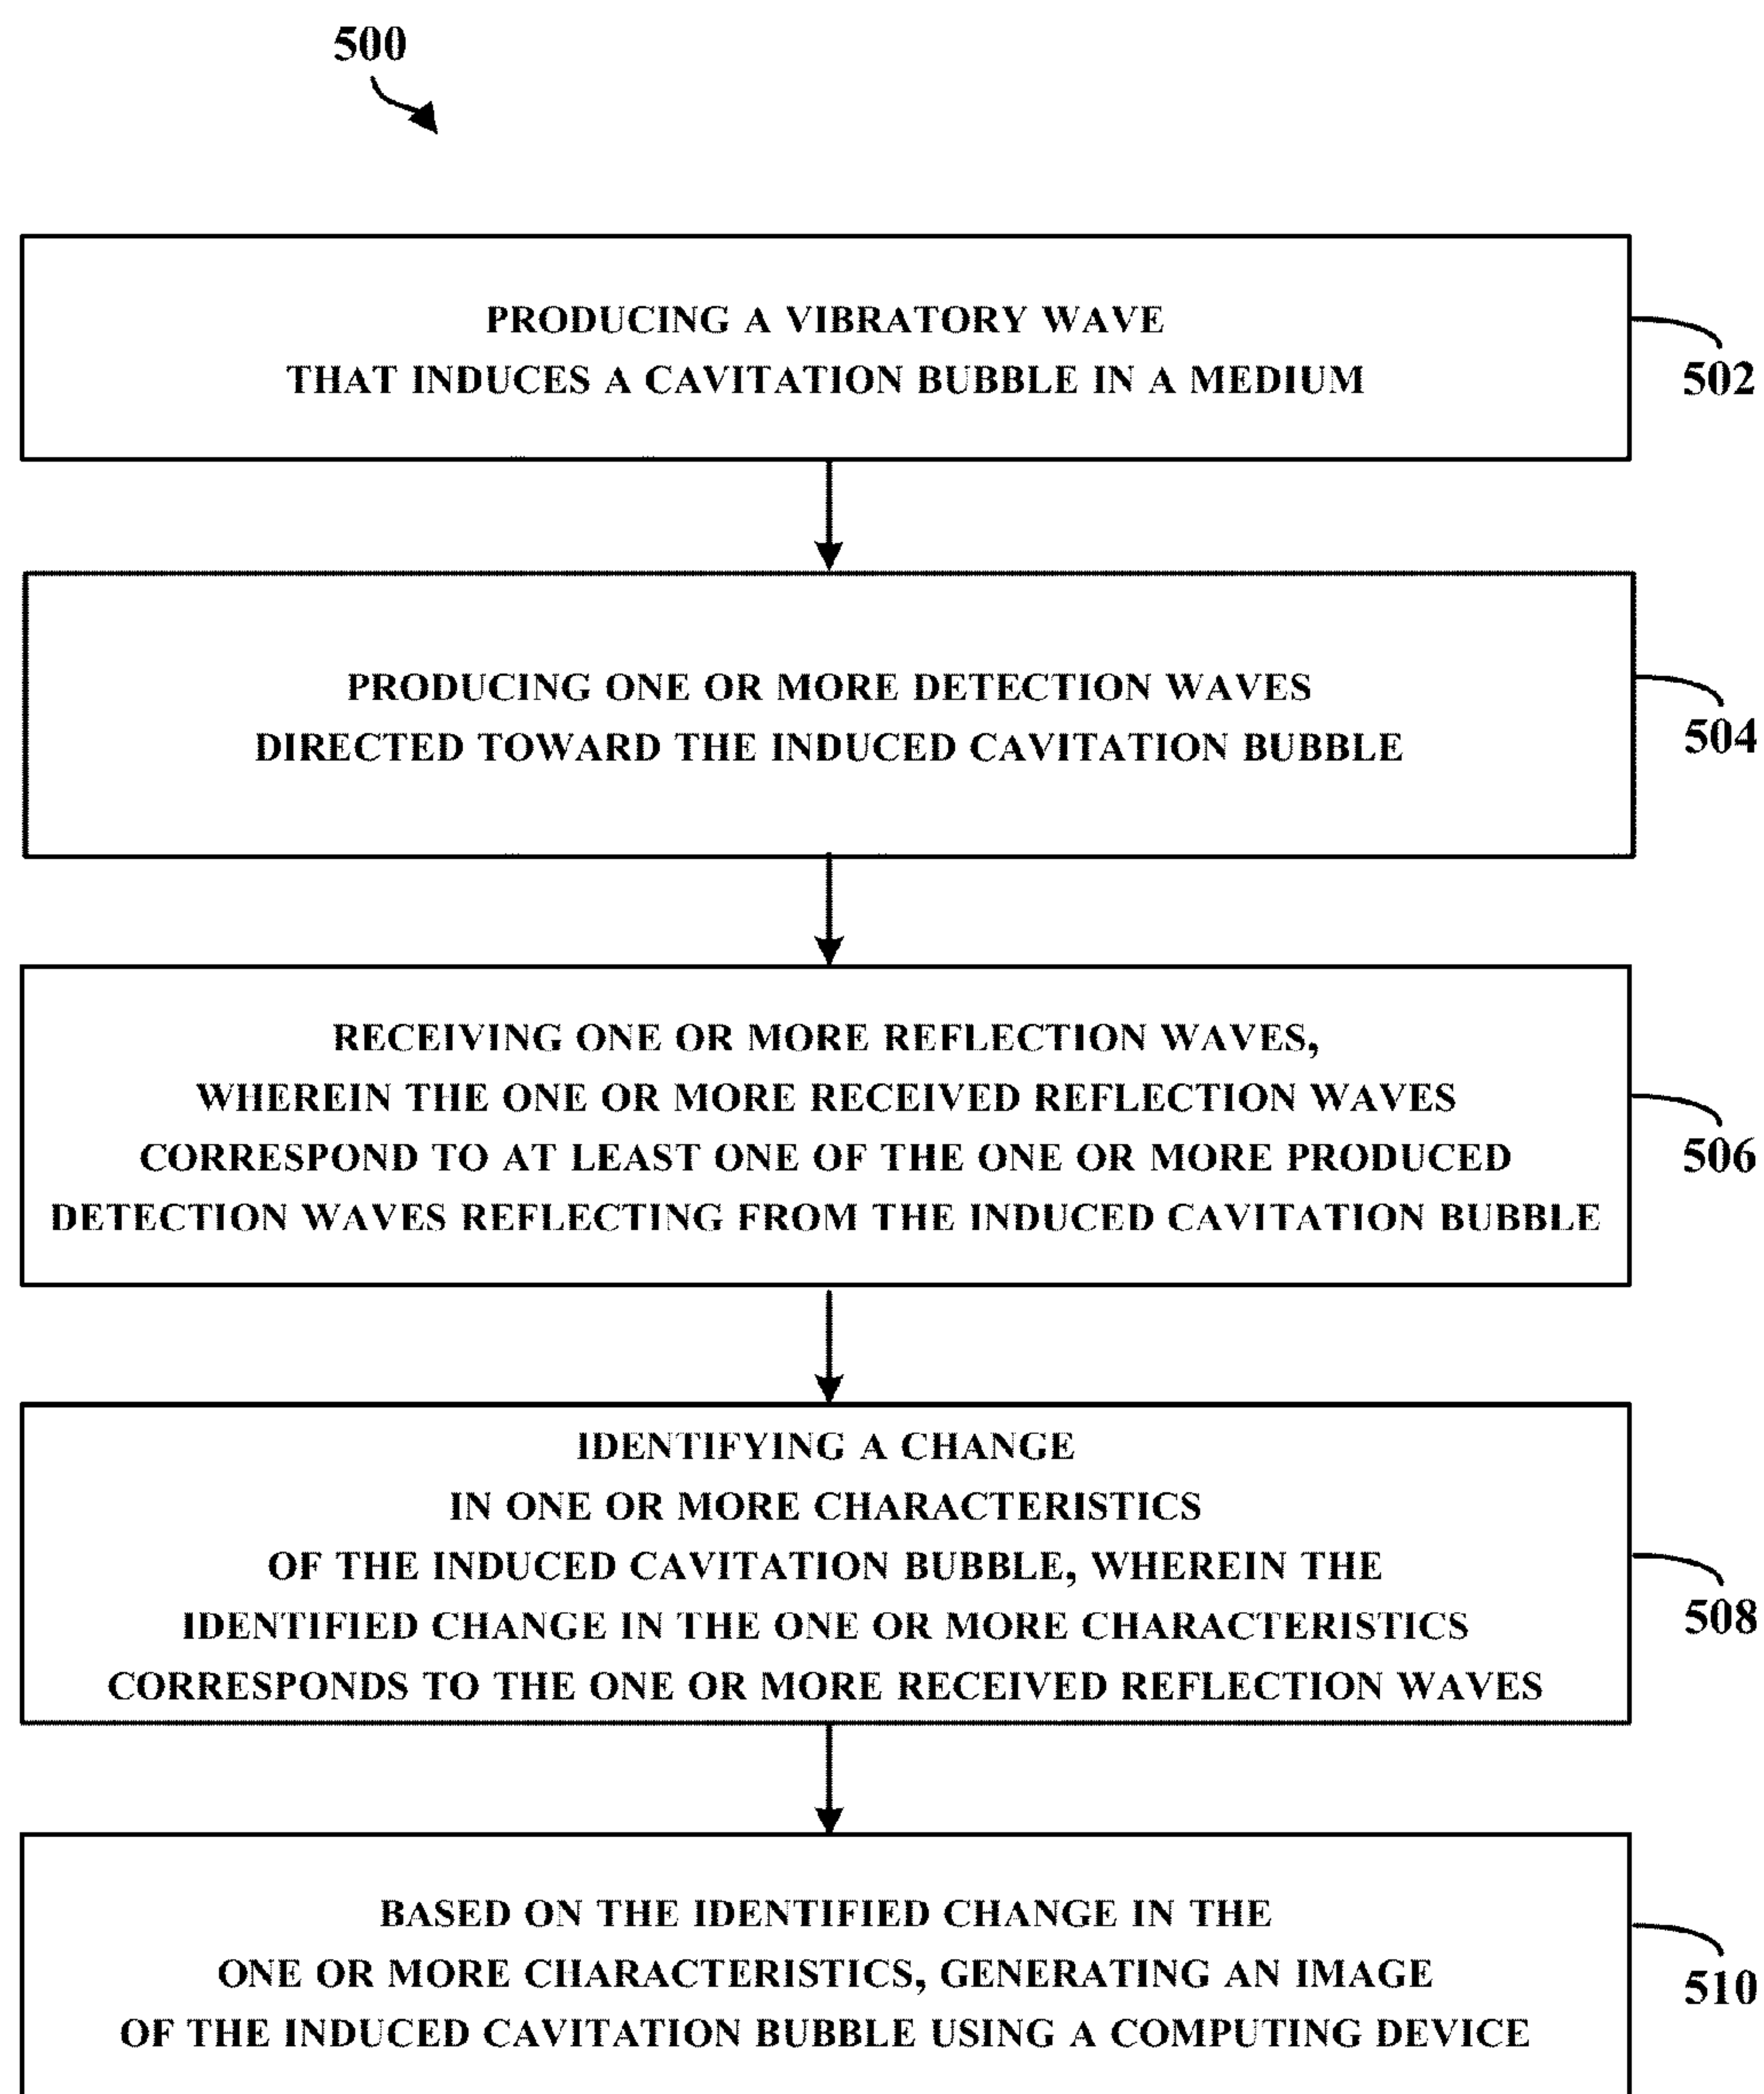 500
PRODUCING A VIBRATORY WAVE
THAT INDUCES A CAVITATION BUBBLE IN A MEDIUM
502
PRODUCING ONE OR MORE DETECTION WAVES
DIRECTED TOWARD THE INDUCED CAVITATION BUBBLE
504
RECEIVING ONE OR MORE REFLECTION WAVES,
WHEREIN THE ONE OR MORE RECEIVED REFLECTION WAVES
CORRESPOND TO AT LEAST ONE OF THE ONE OR MORE PRODUCED
DETECTION WAVES REFLECTING FROM THE INDUCED CAVITATION BUBBLE
506
IDENTIFYING A CHANGE
IN ONE OR MORE CHARACTERISTICS
OF THE INDUCED CAVITATION BUBBLE, WHEREIN THE
IDENTIFIED CHANGE IN THE ONE OR MORE CHARACTERISTICS
CORRESPONDS TO THE ONE OR MORE RECEIVED REFLECTION WAVES
508
BASED ON THE IDENTIFIED CHANGE IN THE
ONE OR MORE CHARACTERISTICS, GENERATING AN IMAGE
OF THE INDUCED CAVITATION BUBBLE USING A COMPUTING DEVICE
510